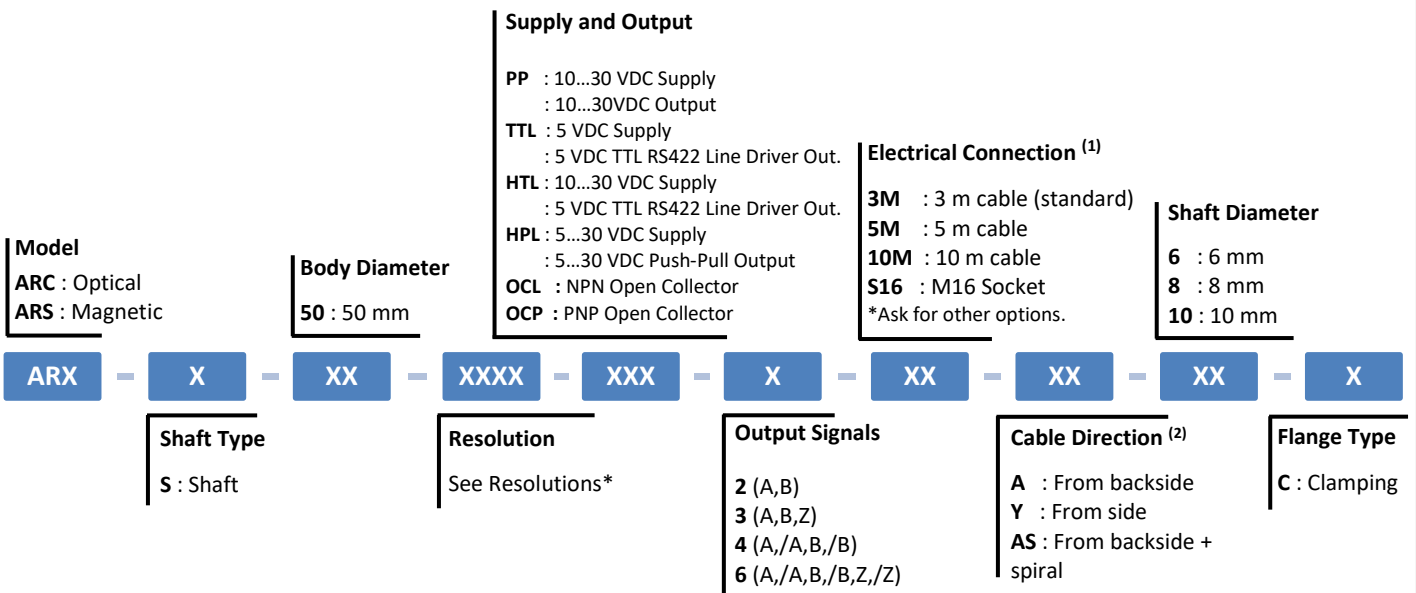 Supply and Output
PP : 10...30 VDC Supply
: 10...30VDC Output
TTL : 5 VDC Supply
: 5 VDC TTL RS422 Line Driver Out.
HTL : 10...30 VDC Supply
: 5 VDC TTL RS422 Line Driver Out.
HPL : 5...30 VDC Supply
: 5...30 VDC Push-Pull Output
OCL : NPN Open Collector
OCP : PNP Open Collector
Electrical Connection (1)
3M : 3 m cable (standard)
5M : 5 m cable
10M : 10 m cable
S16 : M16 Socket
*Ask for other options.
Shaft Diameter
6 : 6 mm
8 : 8 mm
10 : 10 mm
Model
ARC : Optical
ARS : Magnetic
Body Diameter
50 : 50 mm
ARX - X - XX - XXXX - XXX - X - XX - XX - XX - X
Shaft Type
S : Shaft
Resolution
See Resolutions*
Output Signals
2 (A,B)
3 (A,B,Z)
4 (A,/A,B,/B)
6 (A,/A,B,/B,Z,/Z)
Cable Direction (2)
A : From backside
Y : From side
AS : From backside +
spiral
Flange Type
C : Clamping